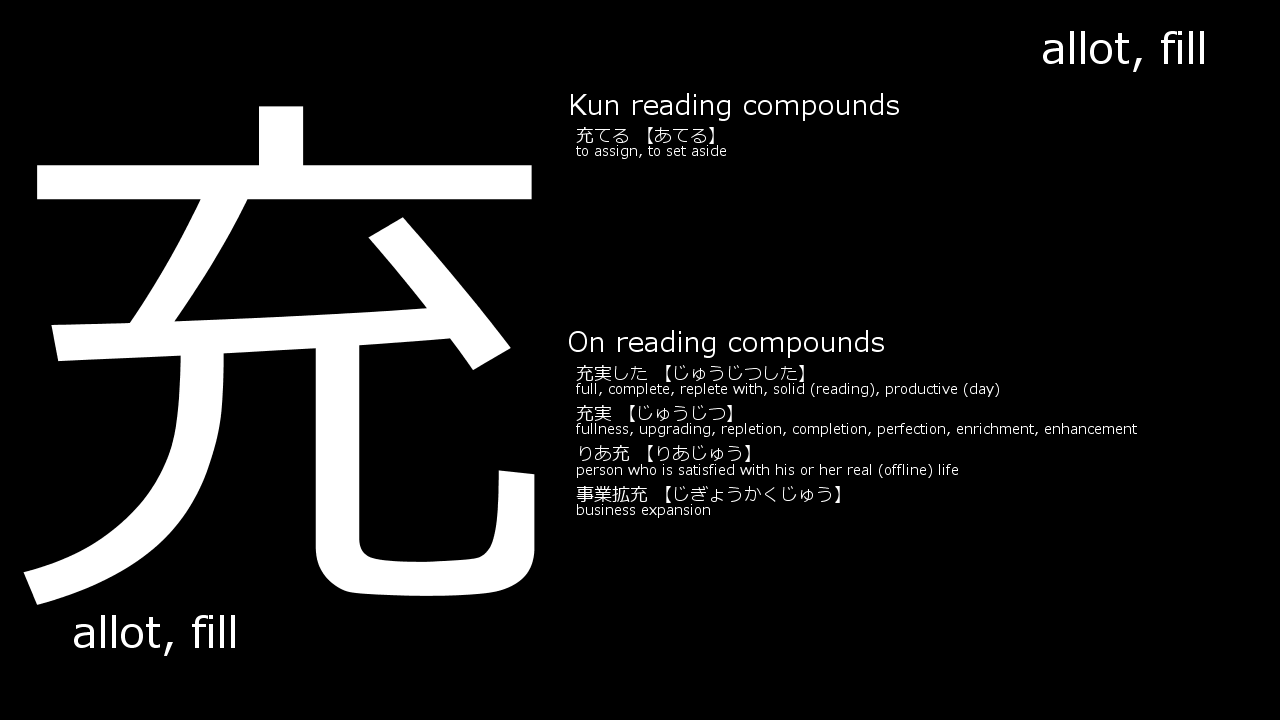 allot, fill
充
Kun reading compounds
充てる 【あてる】
to assign, to set aside
On reading compounds
充実した 【じゅうじつした】
full, complete, replete with, solid (reading), productive (day)
充実 【じゅうじつ】
fullness, upgrading, repletion, completion, perfection, enrichment, enhancement
りあ充 【りあじゅう】
person who is satisfied with his or her real (offline) life
事業拡充 【じぎょうかくじゅう】
business expansion
allot, fill